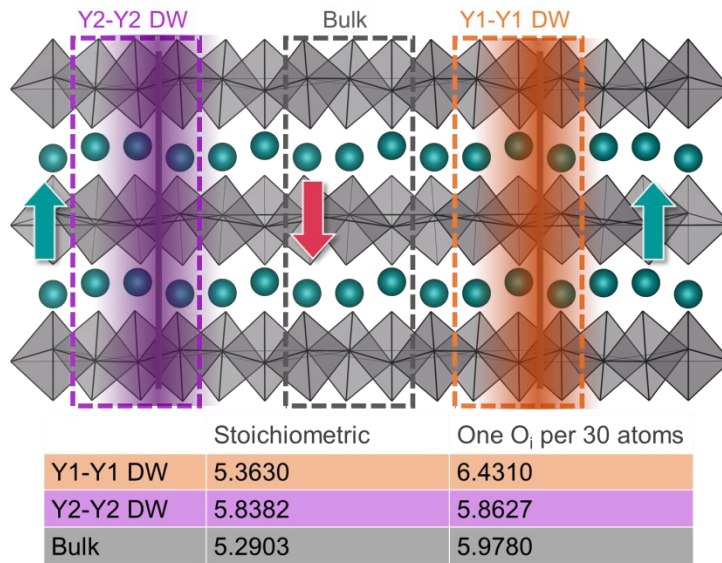 Y2-Y2 DW Bulk Y1-Y1 DW
Stoichiometric One Oi per 30 atoms
Y1-Y1 DW 5.3630 6.4310
Y2-Y2 DW 5.8382 5.8627
Bulk 5.2903 5.9780